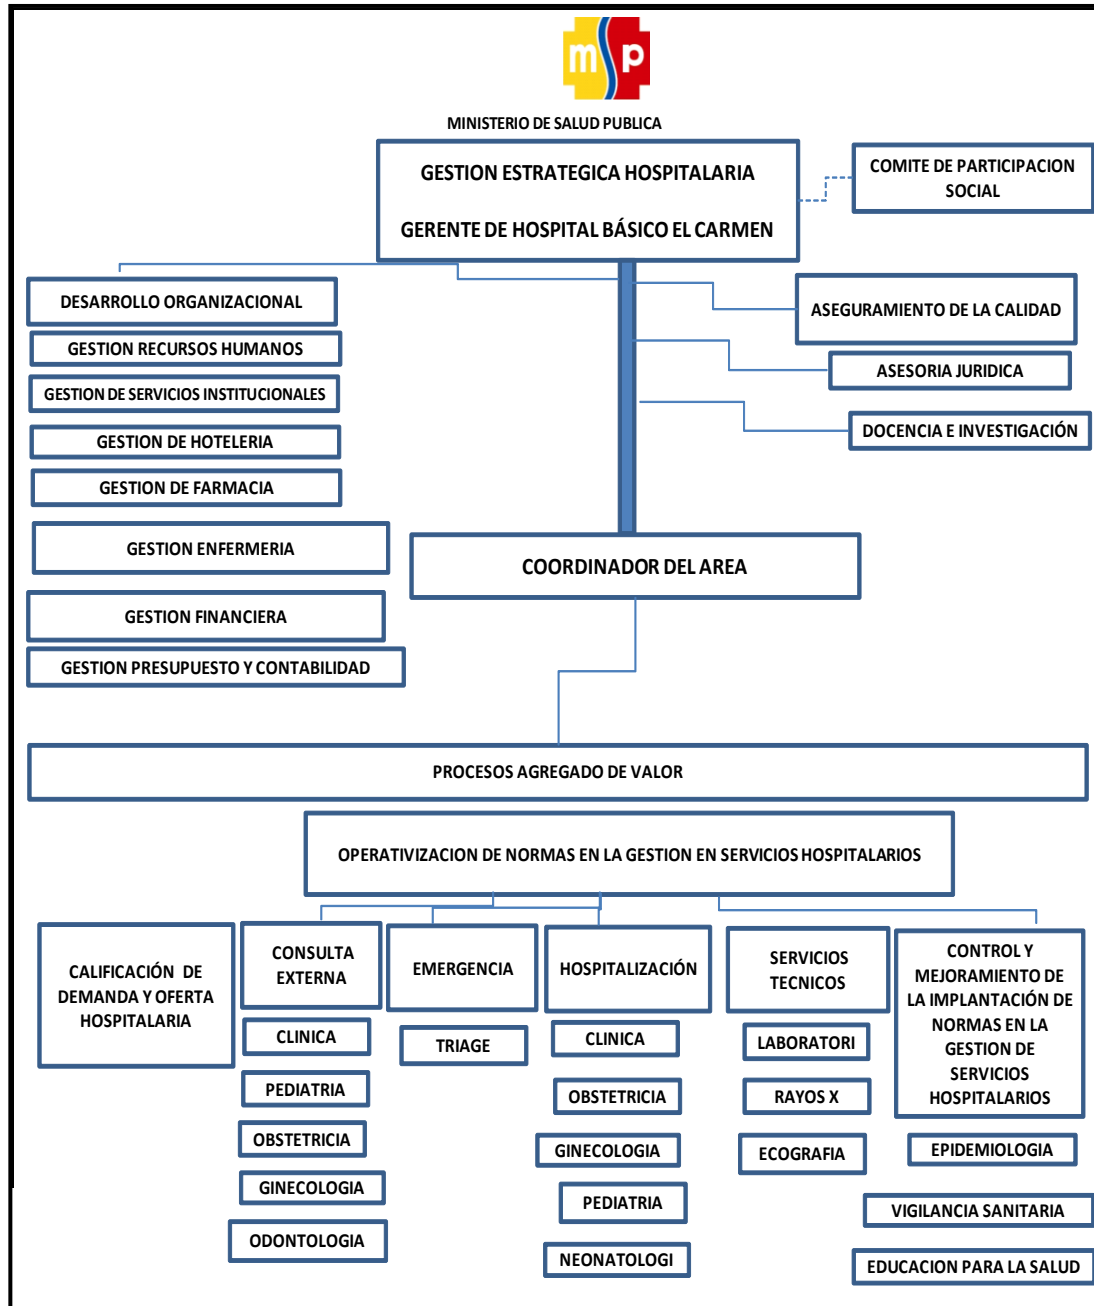 m p
MINISTERIO DE SALUD PUBLICA
GESTION ESTRATEGICA HOSPITALARIA
GERENTE DE HOSPITAL BÁSICO EL CARMEN
COMITE DE PARTICIPACION
SOCIAL
DESARROLLO ORGANIZACIONAL
GESTION RECURSOS HUMANOS
GESTION DE SERVICIOS INSTITUCIONALES
GESTION DE HOTELERIA
GESTION DE FARMACIA
GESTION ENFERMERIA
GESTION FINANCIERA
GESTION PRESUPUESTO Y CONTABILIDAD
ASEGURAMIENTO DE LA CALIDAD
ASESORIA JURIDICA
DOCENCIA E INVESTIGACIÓN
COORDINADOR DEL AREA
PROCESOS AGREGADO DE VALOR
OPERATIVIZACION DE NORMAS EN LA GESTION EN SERVICIOS HOSPITALARIOS
CALIFICACIÓN DE
DEMANDA Y OFERTA
HOSPITALARIA
CONSULTA
EXTERNA
CLINICA
PEDIATRIA
OBSTETRICIA
GINECOLOGIA
ODONTOLOGIA
EMERGENCIA
TRIAGE
HOSPITALIZACIÓN
CLINICA
OBSTETRICIA
GINECOLOGIA
PEDIATRIA
NEONATOLOGI
SERVICIOS
TECNICOS
LABORATORI
RAYOS X
ECOGRAFIA
CONTROL Y
MEJORAMIENTO DE
LA IMPLANTACIÓN DE
NORMAS EN LA
GESTION DE
SERVICIOS
HOSPITALARIOS
EPIDEMIOLOGIA
VIGILANCIA SANITARIA
EDUCACION PARA LA SALUD